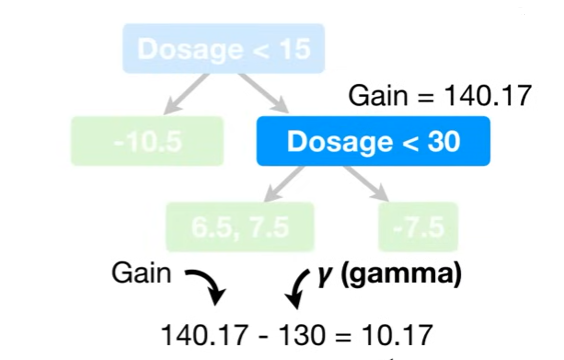 Dosage < 15
Gain = 140.17
-10.5
Dosage < 30
6.5, 7.5
-7.5
Gain
γ (gamma)
140.17 - 130 = 10.17